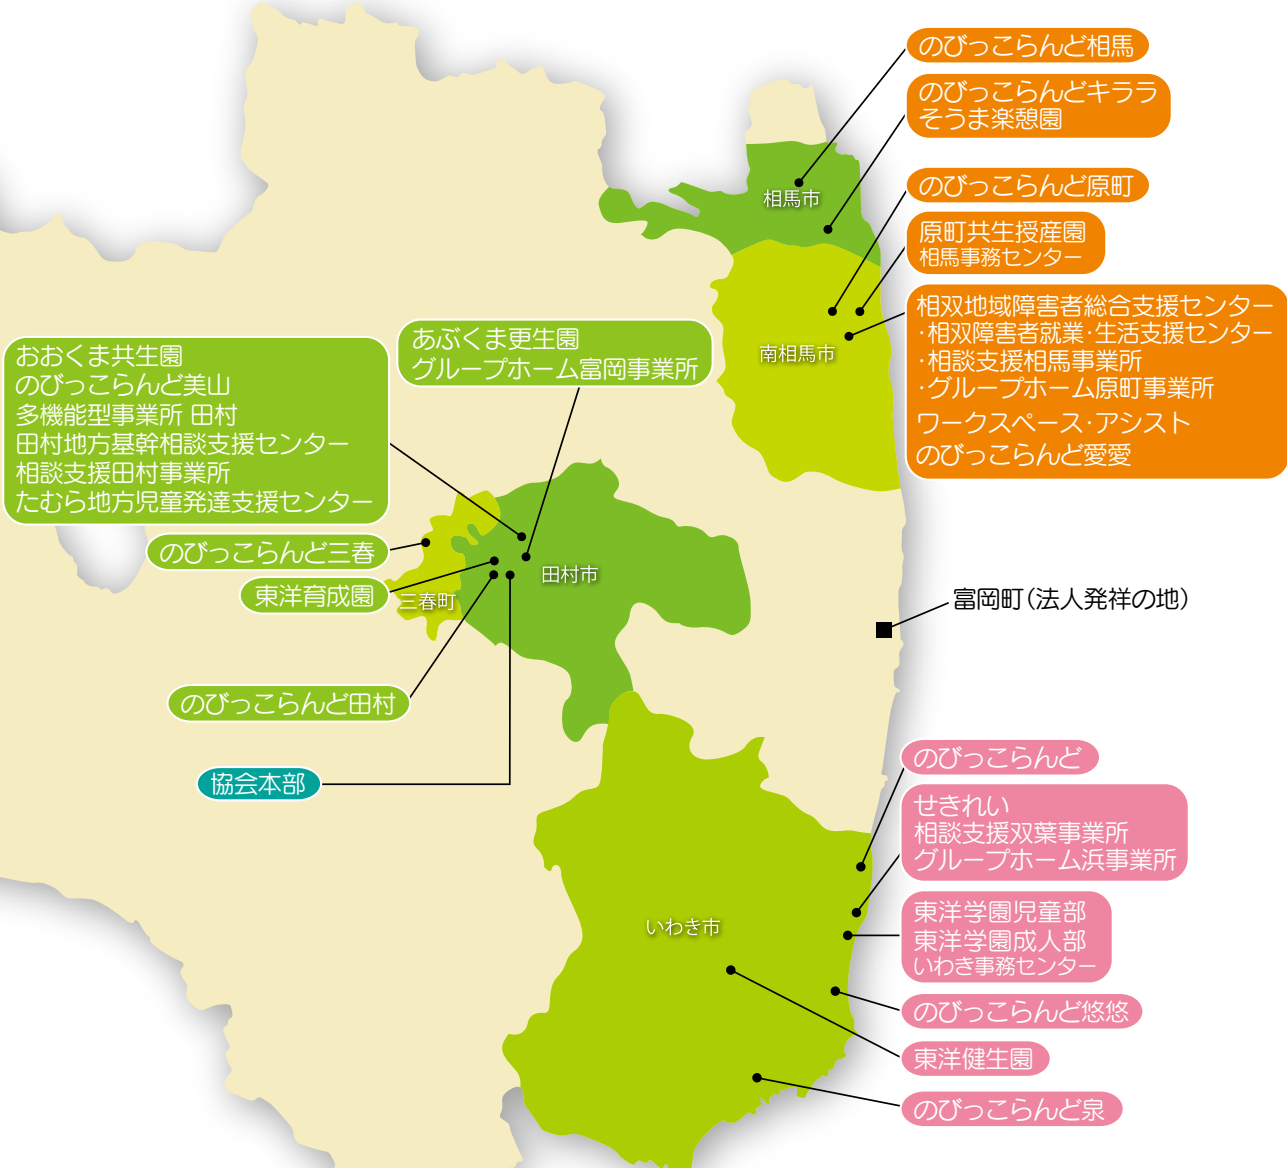 のびっこらんど相馬
のびっこらんどキララ
そうま楽憩園
相馬市
のびっこらんど原町
原町共生授産園
相馬事務センター
相双地域障害者総合支援センター
・相双障害者就業・生活支援センター
・相談支援相馬事業所
・グループホーム原町事業所
ワークスペース・アシスト
のびっこらんど愛愛
南相馬市
あぶくま更生園
グループホーム富岡事業所
おおくま共生園
のびっこらんど美山
多機能型事業所 田村
田村地方基幹相談支援センター
相談支援田村事業所
たむら地方児童発達支援センター
のびっこらんど三春
東洋育成園
三春町
田村市
富岡町（法人発祥の地）
のびっこらんど田村
協会本部
のびっこらんど
せきれい
相談支援双葉事業所
グループホーム浜事業所
東洋学園児童部
東洋学園成人部
いわき事務センター
いわき市
のびっこらんど悠悠
東洋健生園
のびっこらんど泉